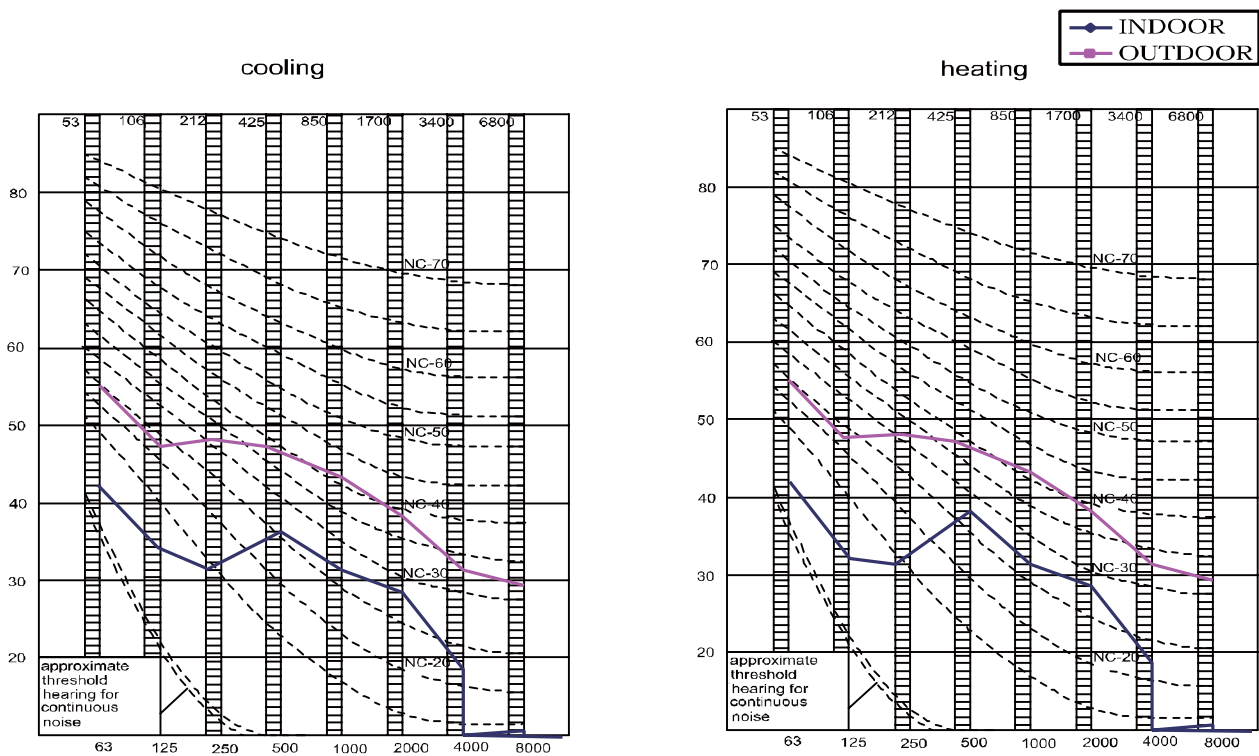 INDOOR
OUTDOOR
cooling
heating
53 106 212 425 850 1700 3400 6800
80
70
60
50
40
30
20
NC-70
NC-60
NC-50
NC-40
NC-30
NC-20
approximate
threshold
hearing for
continuous
noise
63 125 250 500 1000 2000 4000 8000
53 106 212 425 850 1700 3400 6800
80
70
60
50
40
30
20
NC-70
NC-60
NC-50
NC-40
NC-30
NC-20
approximate
threshold
hearing for
continuous
noise
63 125 250 500 1000 2000 4000 8000